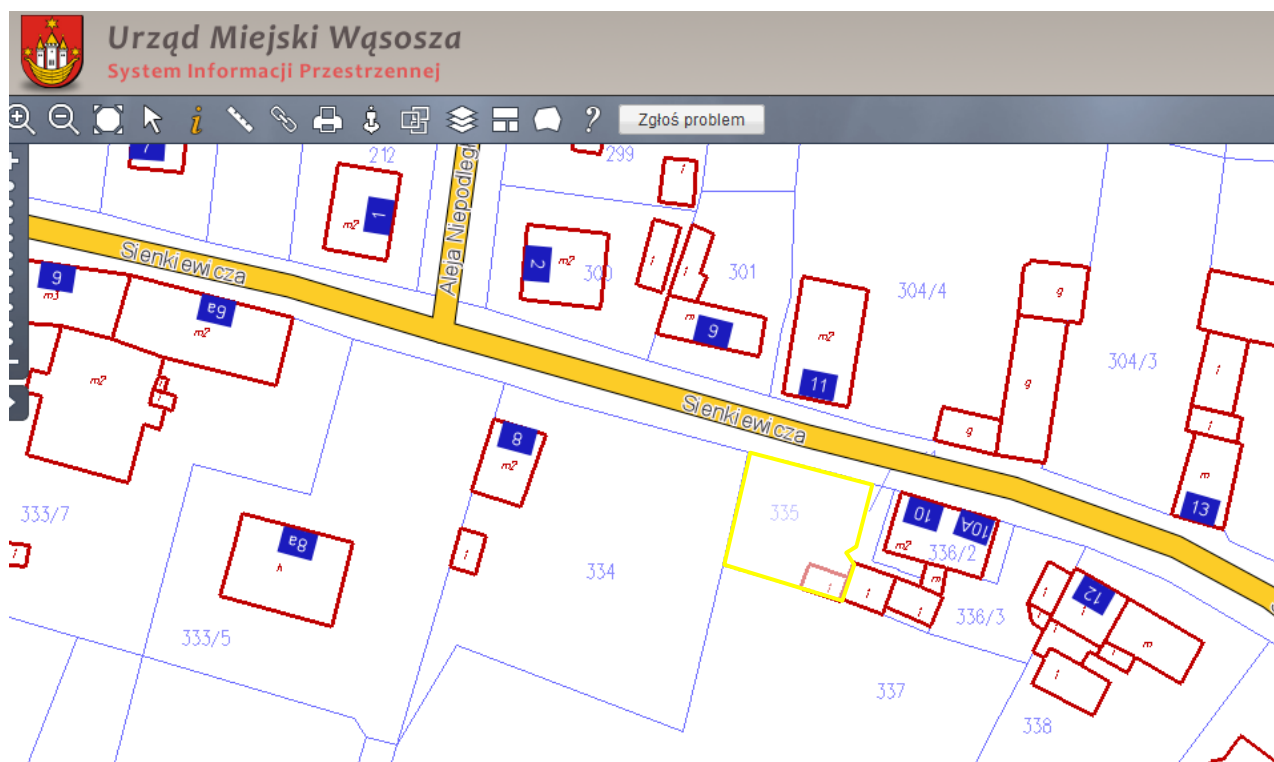 Urząd Miejski Wąsosza
System Informacji Przestrzennej
i
?
Zgłoś problem
7
212
Aleja Niepodległ
299
i
1
m2
Sienkiewicza
2
m2
300
i
i
301
304/4
g
6
m3
6a
m2
m
9
m2
11
g
304/3
i
m2
i
i
Sienkiewicza
g
i
8
m2
m
13
333/7
335
10
10A
m2
336/2
i
8a
h
i
334
i
i
i
m
336/3
i
12
i
i
i
m
i
333/5
i
337
338